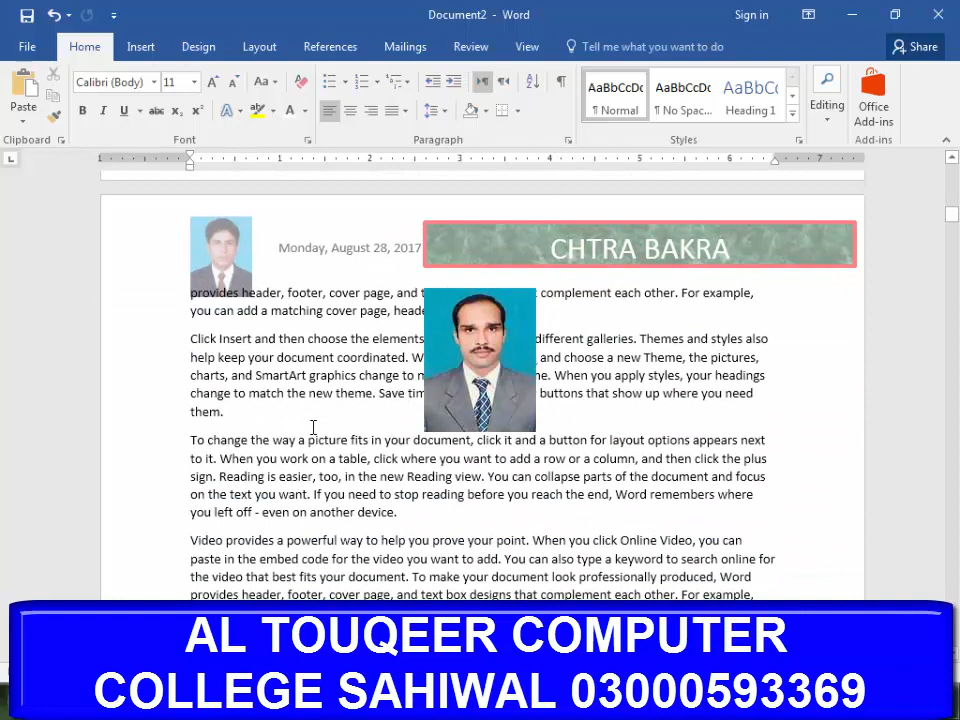 Document2 - Word
Sign in
File Home Insert Design Layout References Mailings Review View Tell me what you want to do Share
Calibri (Body) 11 Aa
AaBbCcDc AaBbCcDc AaBbCc
Paste
B I U abc x₂ x² A A
¶ Normal ¶ No Spac... Heading 1
Editing
Office
Add-ins
Clipboard Font Paragraph Styles Add-ins
1 1 2 3 4 5 6 7
Monday, August 28, 2017
CHTRA BAKRA
provides header, footer, cover page, and t complement each other. For example,
you can add a matching cover page, heade
Click Insert and then choose the elements different galleries. Themes and styles also
help keep your document coordinated. W and choose a new Theme, the pictures,
charts, and SmartArt graphics change to m ne. When you apply styles, your headings
change to match the new theme. Save tim buttons that show up where you need
them.
To change the way a picture fits in your document, click it and a button for layout options appears next
to it. When you work on a table, click where you want to add a row or a column, and then click the plus
sign. Reading is easier, too, in the new Reading view. You can collapse parts of the document and focus
on the text you want. If you need to stop reading before you reach the end, Word remembers where
you left off - even on another device.
Video provides a powerful way to help you prove your point. When you click Online Video, you can
paste in the embed code for the video you want to add. You can also type a keyword to search online for
the video that best fits your document. To make your document look professionally produced, Word
provides header, footer, cover page, and text box designs that complement each other. For example,
AL TOUQEER COMPUTER
COLLEGE SAHIWAL 03000593369